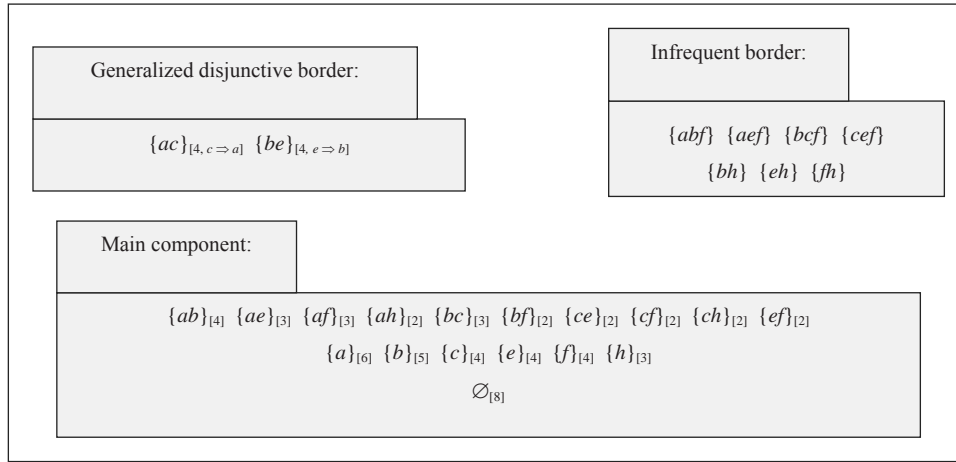 Generalized disjunctive border:
{ac}[4, c ⇒ a] {be}[4, e ⇒ b]
Infrequent border:
{abf} {aef} {bcf} {cef}
{bh} {eh} {fh}
Main component:
{ab}[4] {ae}[3] {af}[3] {ah}[2] {bc}[3] {bf}[2] {ce}[2] {cf}[2] {ch}[2] {ef}[2]
{a}[6] {b}[5] {c}[4] {e}[4] {f}[4] {h}[3]
∅[8]